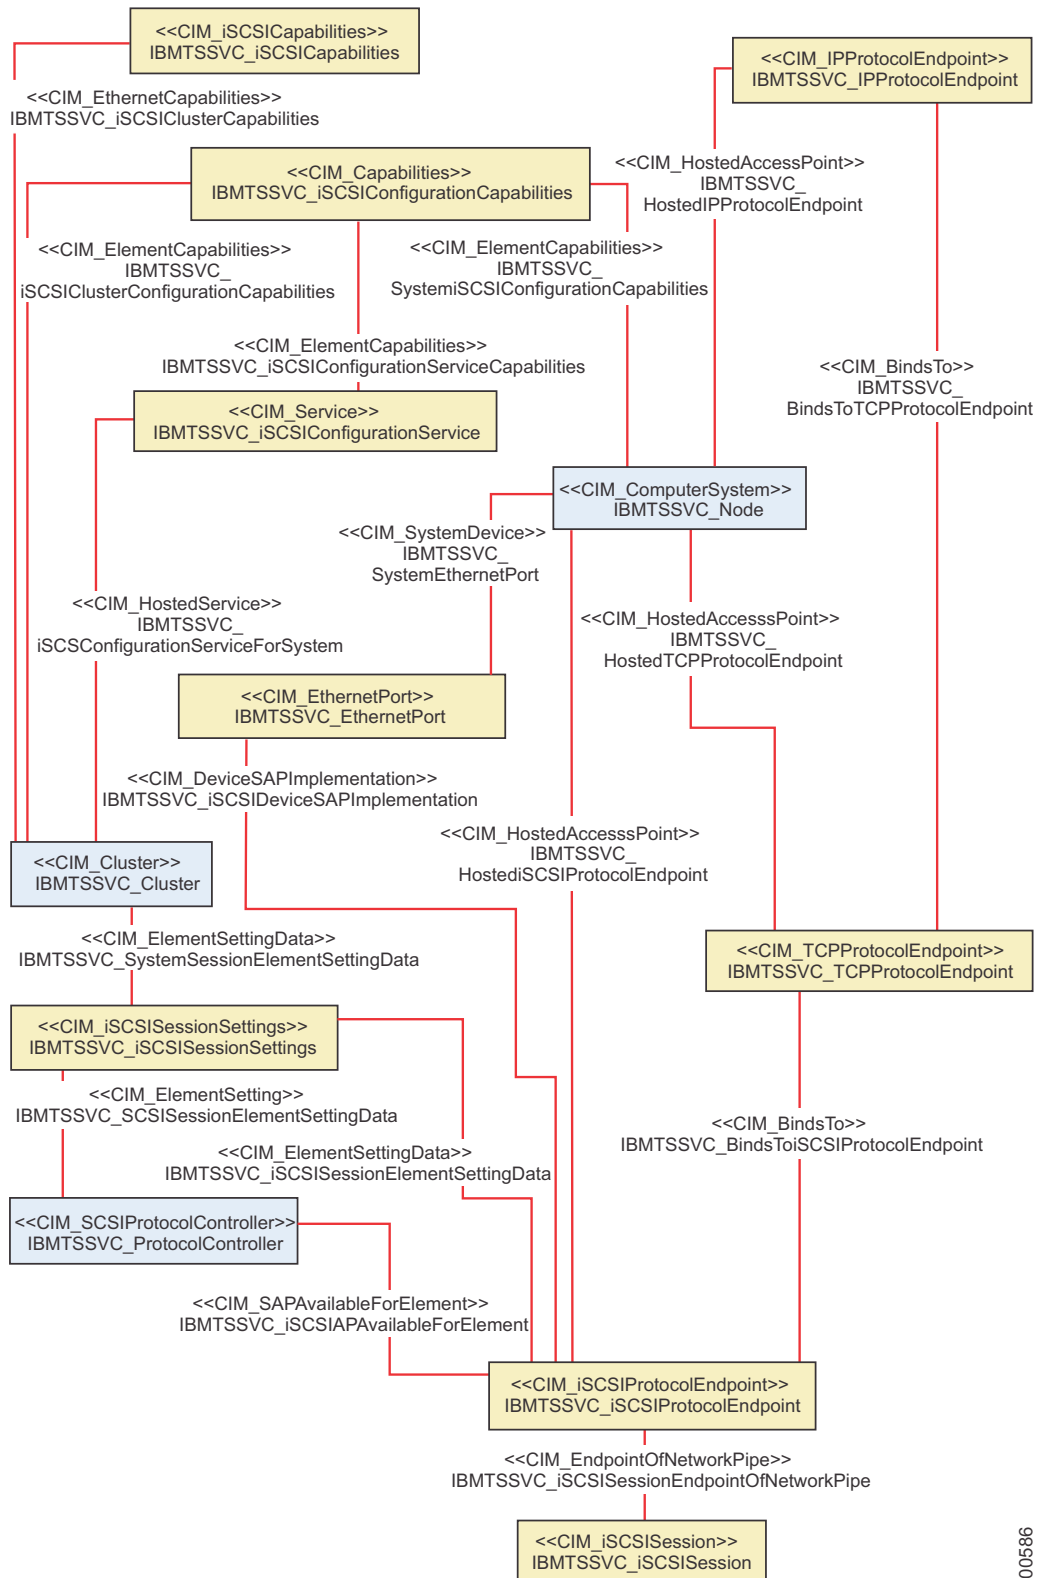 <<CIM_iSCSICapabilities>>
IBMTSSVC_iSCSICapabilities
<<CIM_IPProtocolEndpoint>>
IBMTSSVC_IPProtocolEndpoint
<<CIM_EthernetCapabilities>>
IBMTSSVC_iSCSIClusterCapabilities
<<CIM_Capabilities>>
IBMTSSVC_iSCSIConfigurationCapabilities
<<CIM_HostedAccessPoint>>
IBMTSSVC_
HostedIPProtocolEndpoint
<<CIM_ElementCapabilities>>
IBMTSSVC_
iSCSIClusterConfigurationCapabilities
<<CIM_ElementCapabilities>>
IBMTSSVC_
SystemiSCSIConfigurationCapabilities
<<CIM_ElementCapabilities>>
IBMTSSVC_iSCSIConfigurationServiceCapabilities
<<CIM_BindsTo>>
IBMTSSVC_
BindsToTCPProtocolEndpoint
<<CIM_Service>>
IBMTSSVC_iSCSIConfigurationService
<<CIM_ComputerSystem>>
IBMTSSVC_Node
<<CIM_SystemDevice>
IBMTSSVC_
SystemEthernetPort
<<CIM_HostedService>>
IBMTSSVC_
iSCSConfigurationServiceForSystem
<<CIM_HostedAccesssPoint>>
IBMTSSVC_
HostedTCPProtocolEndpoint
<<CIM_EthernetPort>>
IBMTSSVC_EthernetPort
<<CIM_DeviceSAPImplementation>>
IBMTSSVC_iSCSIDeviceSAPImplementation
<<CIM_HostedAccesssPoint>>
IBMTSSVC_
HostediSCSIProtocolEndpoint
<<CIM_Cluster>>
IBMTSSVC_Cluster
<<CIM_ElementSettingData>>
IBMTSSVC_SystemSessionElementSettingData
<<CIM_TCPProtocolEndpoint>>
IBMTSSVC_TCPProtocolEndpoint
<<CIM_iSCSISessionSettings>>
IBMTSSVC_iSCSISessionSettings
<<CIM_ElementSetting>>
IBMTSSVC_SCSISessionElementSettingData
<<CIM_BindsTo>>
IBMTSSVC_BindsToiSCSIProtocolEndpoint
<<CIM_ElementSettingData>>
IBMTSSVC_iSCSISessionElementSettingData
<<CIM_SCSIProtocolController>>
IBMTSSVC_ProtocolController
<<CIM_SAPAvailableForElement>>
IBMTSSVC_iSCSIAPAvailableForElement
<<CIM_iSCSIProtocolEndpoint>>
IBMTSSVC_iSCSIProtocolEndpoint
<<CIM_EndpointOfNetworkPipe>>
IBMTSSVC_iSCSISessionEndpointOfNetworkPipe
<<CIM_iSCSISession>>
IBMTSSVC_iSCSISession
00586